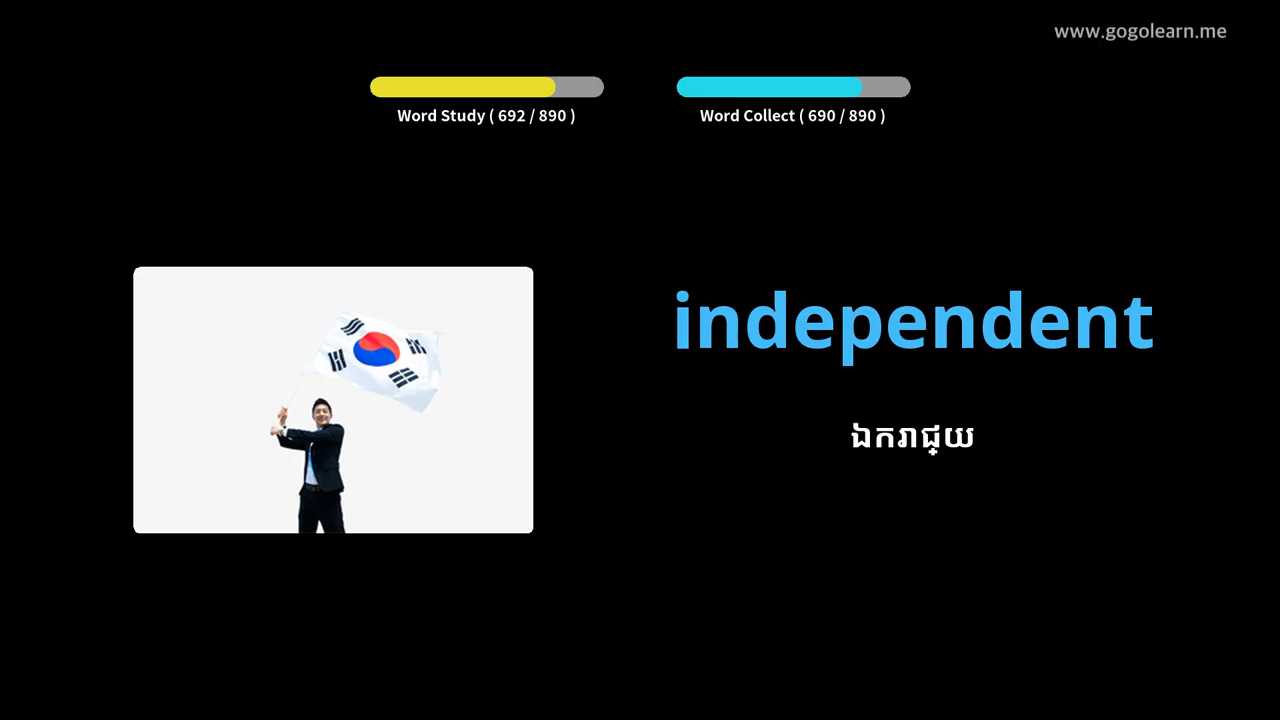 www.gogolearn.me
Word Study ( 692 / 890 )
Word Collect ( 690 / 890 )
independent
ឯករាជ្យ